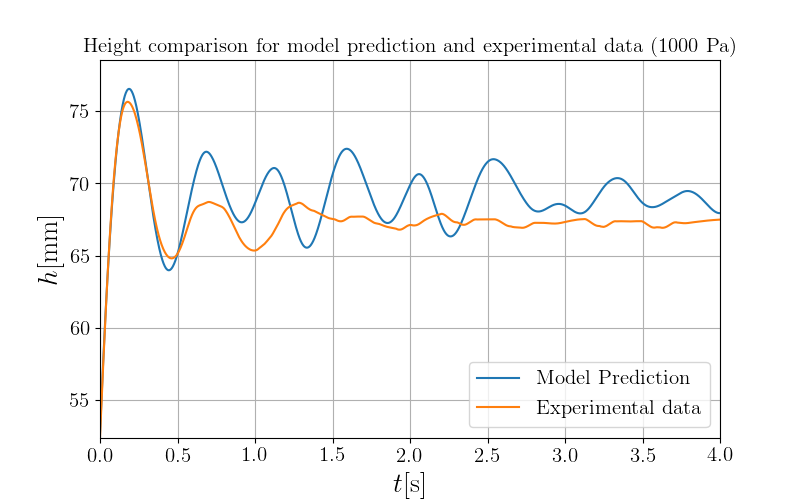 Height comparison for model prediction and experimental data (1000 Pa)
75
70
65
60
55
h[mm]
0.0 0.5 1.0 1.5 2.0 2.5 3.0 3.5 4.0
t[s]
Model Prediction
Experimental data